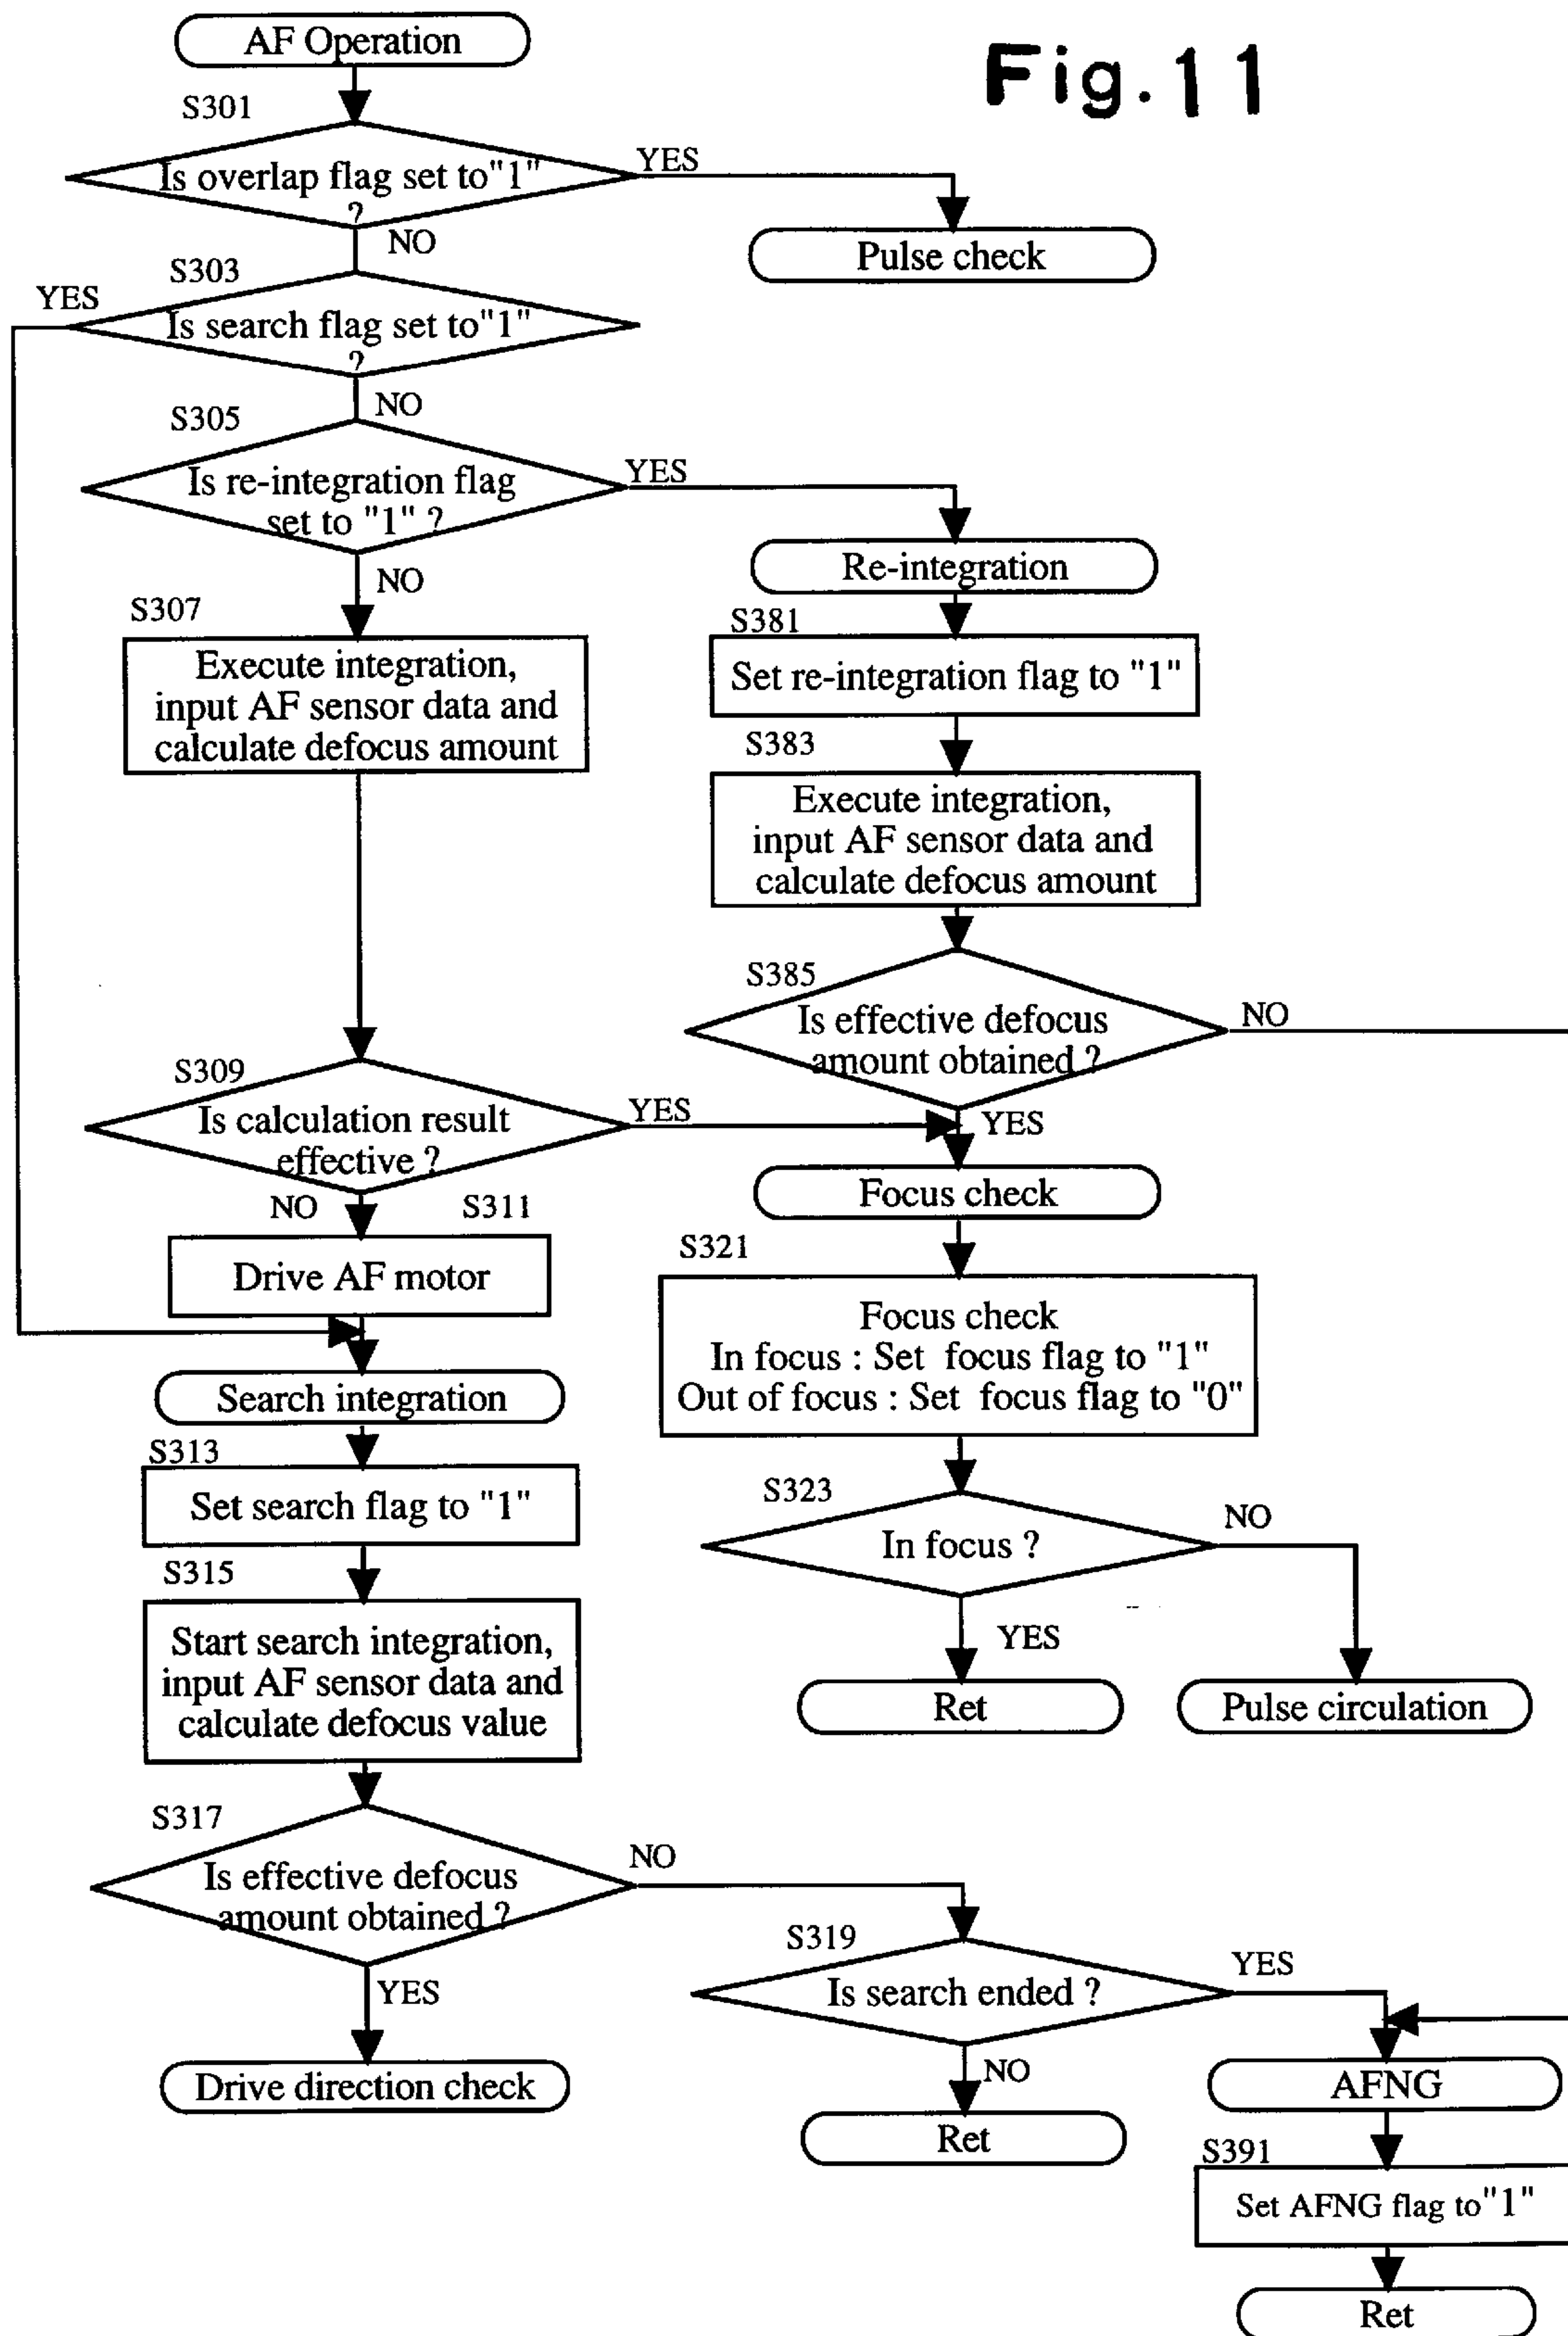 Fig.11
AF Operation
S301
Is overlap flag set to"1"
?
YES
NO
Pulse check
S303
YES
Is search flag set to"1"
?
NO
S305
Is re-integration flag
set to "1" ?
YES
NO
Re-integration
S307
Execute integration,
input AF sensor data and
calculate defocus amount
S381
Set re-integration flag to "1"
S383
Execute integration,
input AF sensor data and
calculate defocus amount
S385
Is effective defocus
amount obtained ?
NO
YES
S309
Is calculation result
effective ?
YES
NO
Focus check
S311
Drive AF motor
S321
Focus check
In focus : Set focus flag to "1"
Out of focus : Set focus flag to "0"
Search integration
S313
Set search flag to "1"
S323
In focus ?
NO
YES
Ret
Pulse circulation
S315
Start search integration,
input AF sensor data and
calculate defocus value
S317
Is effective defocus
amount obtained ?
NO
YES
Drive direction check
S319
Is search ended ?
YES
NO
Ret
AFNG
S391
Set AFNG flag to"1"
Ret